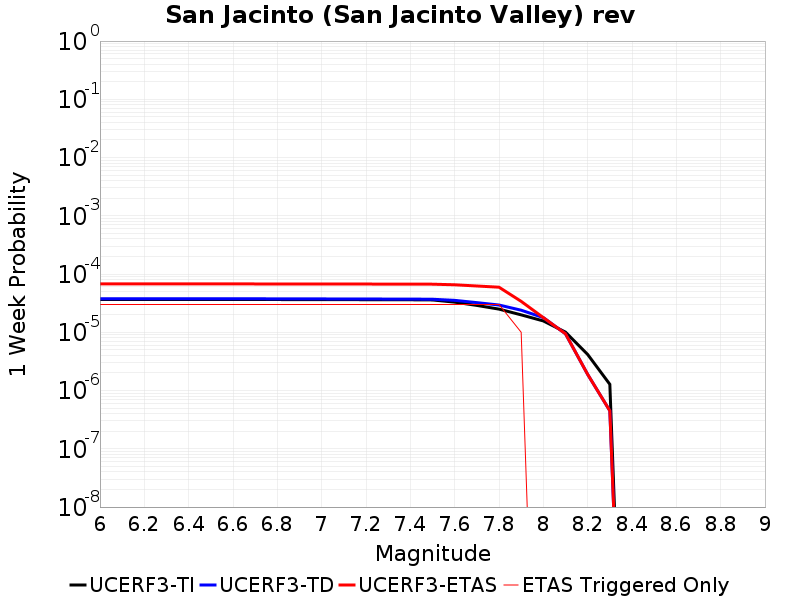 San Jacinto (San Jacinto Valley) rev
1 Week Probability
10^0
10^-1
10^-2
10^-3
10^-4
10^-5
10^-6
10^-7
10^-8
6 6.2 6.4 6.6 6.8 7 7.2 7.4 7.6 7.8 8 8.2 8.4 8.6 8.8 9
Magnitude
UCERF3-TI UCERF3-TD UCERF3-ETAS ETAS Triggered Only